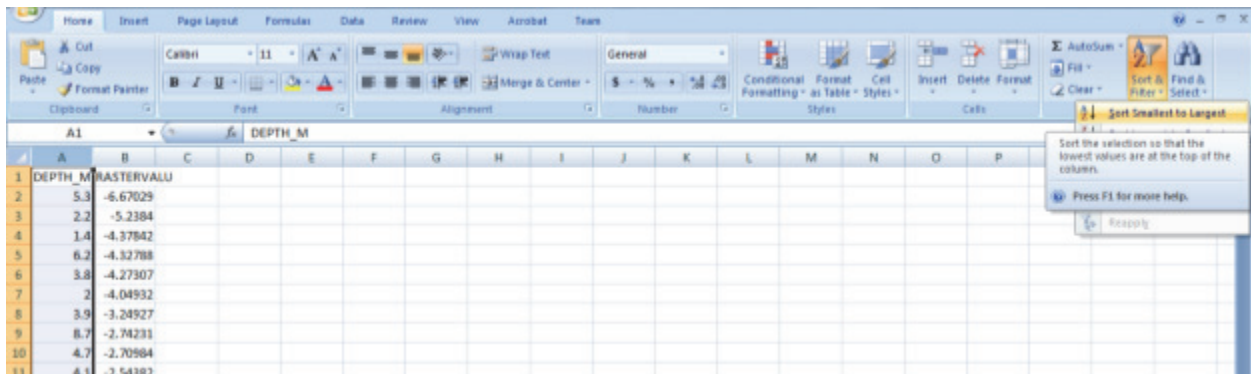 Home Insert Page Layout Formulas Data Review View Acrobat Team
Cut
Copy
Paste
Format Painter
Clipboard
Calibri 11 A A
B I U A
Font
Wrap Text
Merge & Center
Alignment
General
$ % ,
Number
Conditional Formatting
Format as Table
Cell Styles
Styles
Insert Delete Format
Cells
Σ AutoSum
Fill
Clear
Sort & Filter
Find & Select
Sort Smallest to Largest
Sort the selection so that the
lowest values are at the top of the
column.
Press F1 for more help.
Reapply
A1 fx DEPTH_M
A B C D E F G H I J K L M N O P
1 DEPTH_M RASTERVALU
2 5.3 -6.67029
3 2.2 -5.2384
4 1.4 -4.37842
5 6.2 -4.32788
6 3.8 -4.27307
7 2 -4.04932
8 3.9 -3.24927
9 8.7 -2.74231
10 4.7 -2.70984
11 4.1 -2.54382